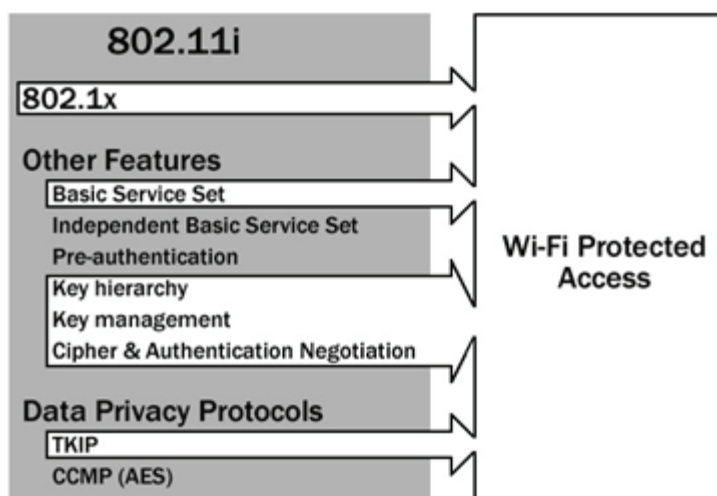 802.11i
802.1x
Other Features
Basic Service Set
Independent Basic Service Set
Pre-authentication
Key hierarchy
Key management
Cipher & Authentication Negotiation
Data Privacy Protocols
TKIP
CCMP (AES)
Wi-Fi Protected
Access